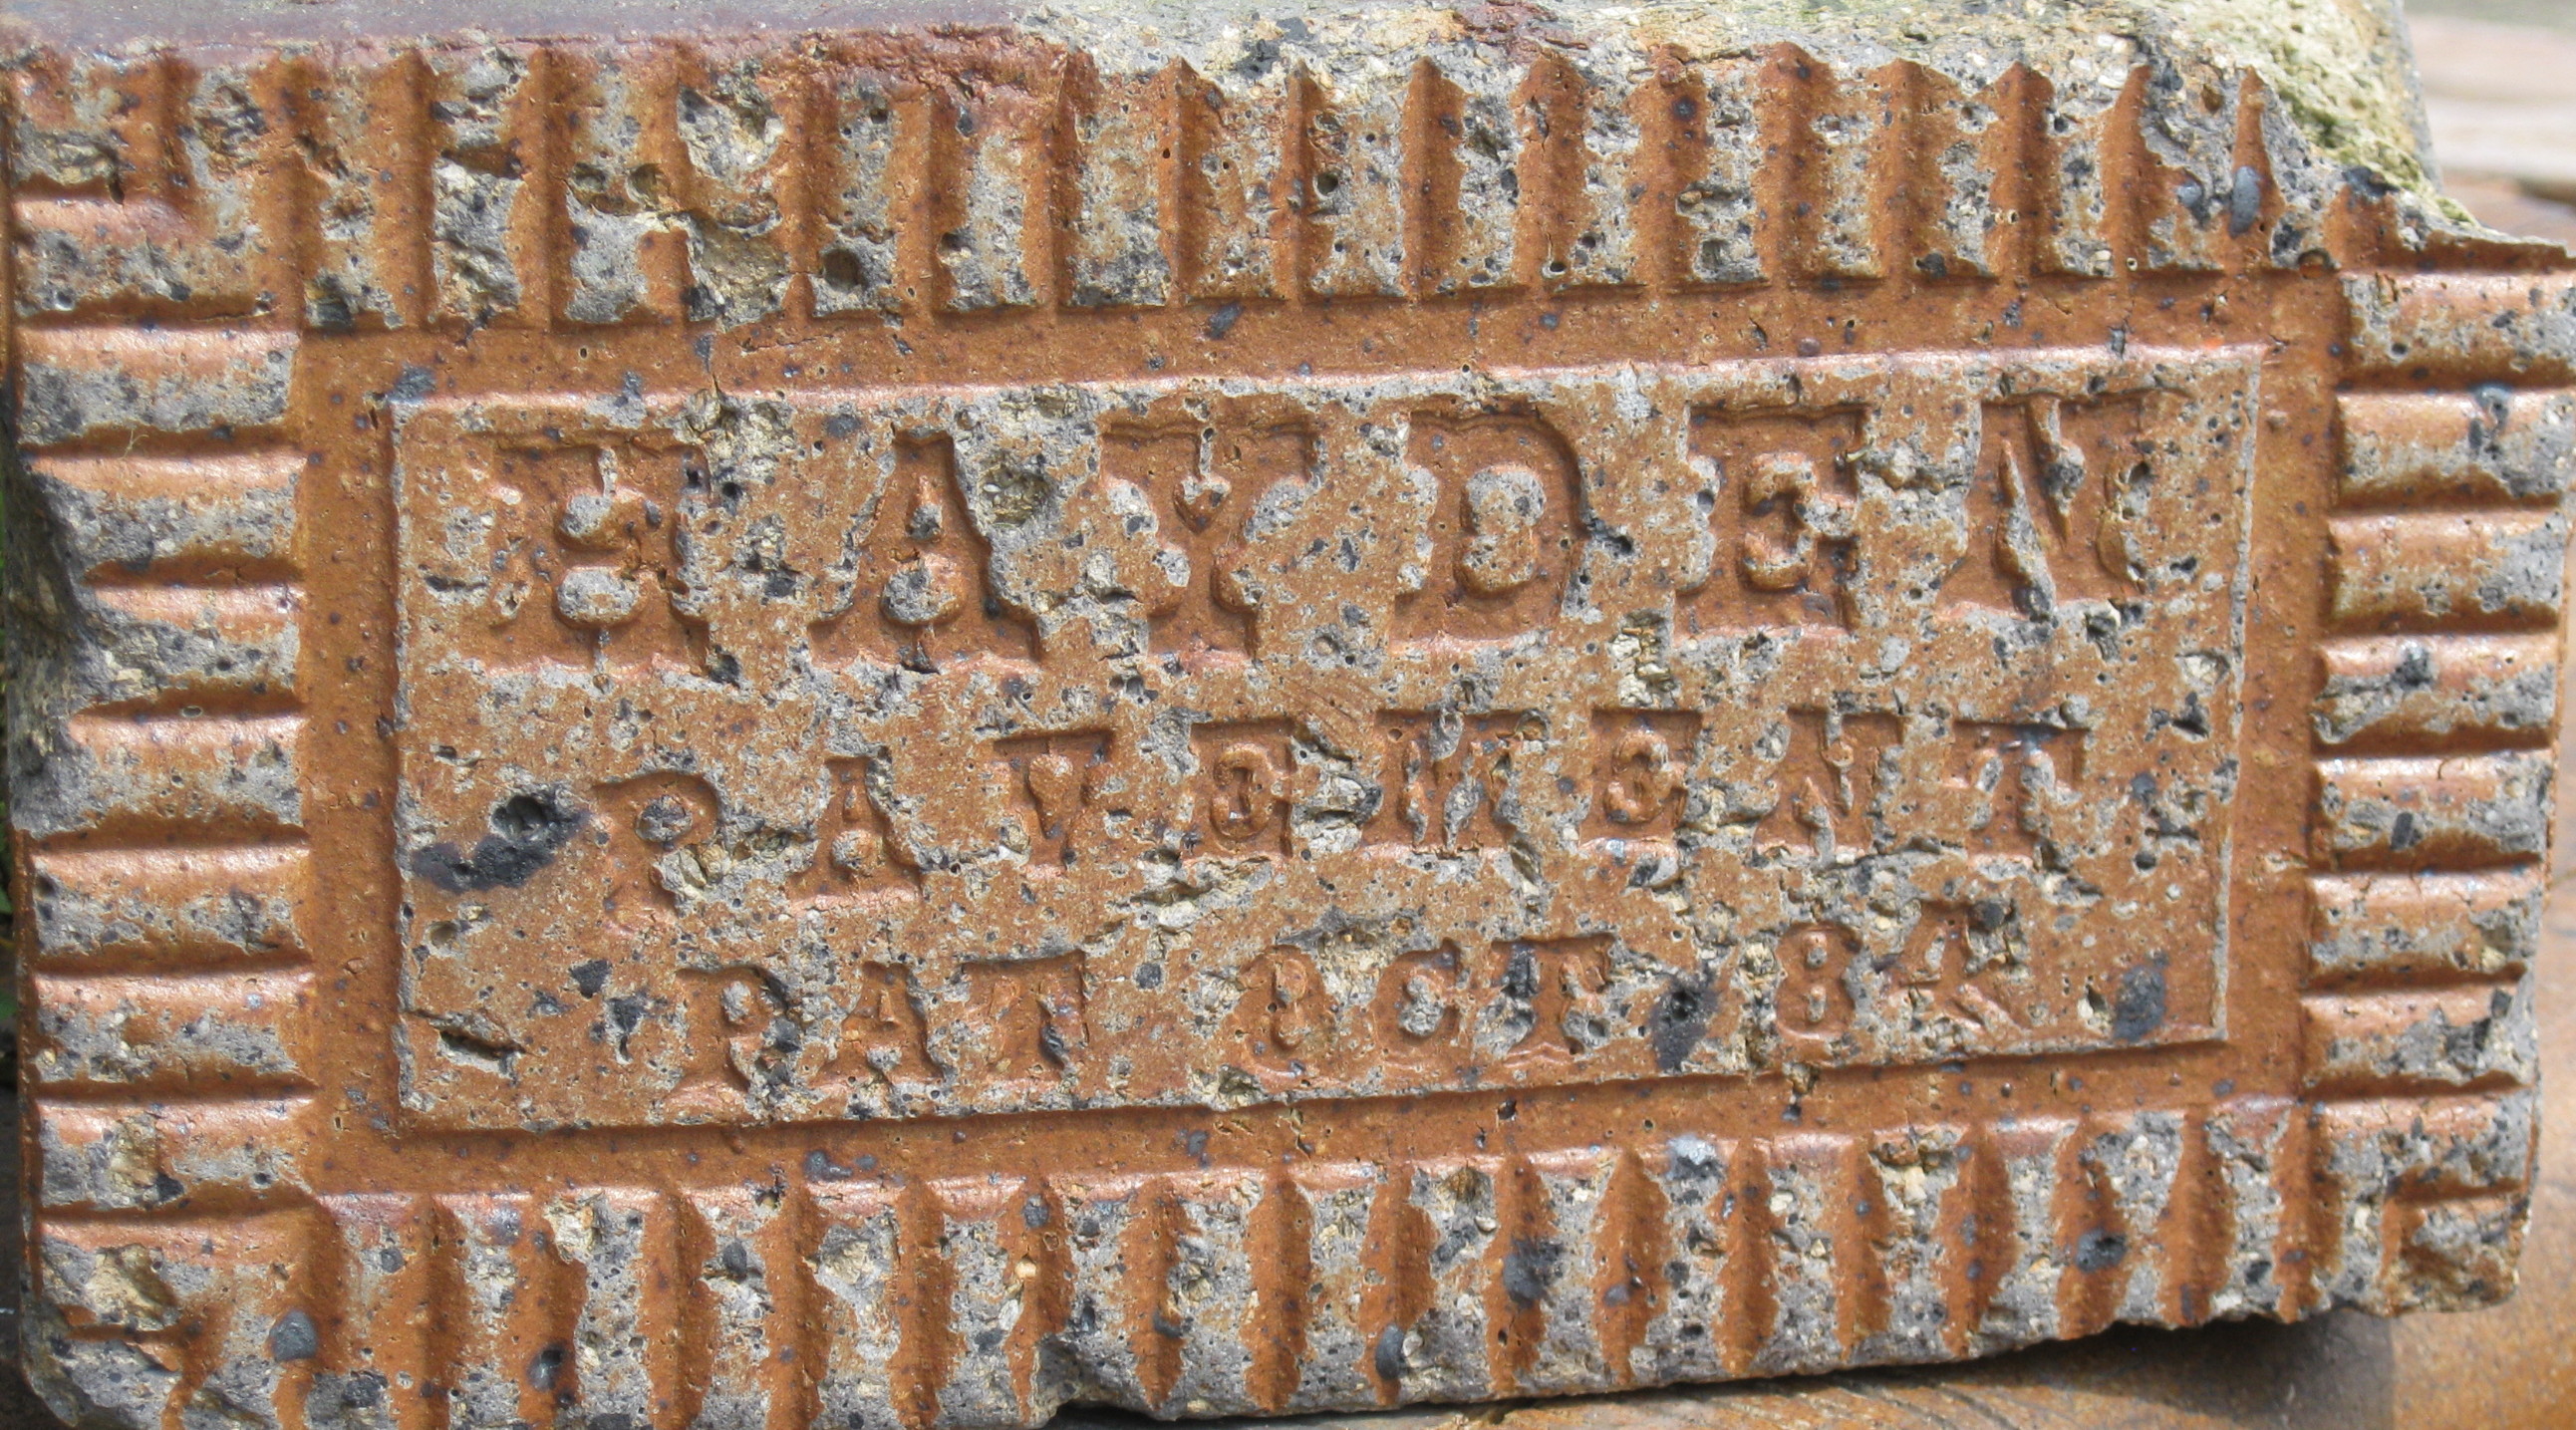 HAYDEN
PAVEMENT
PAT OCT 84